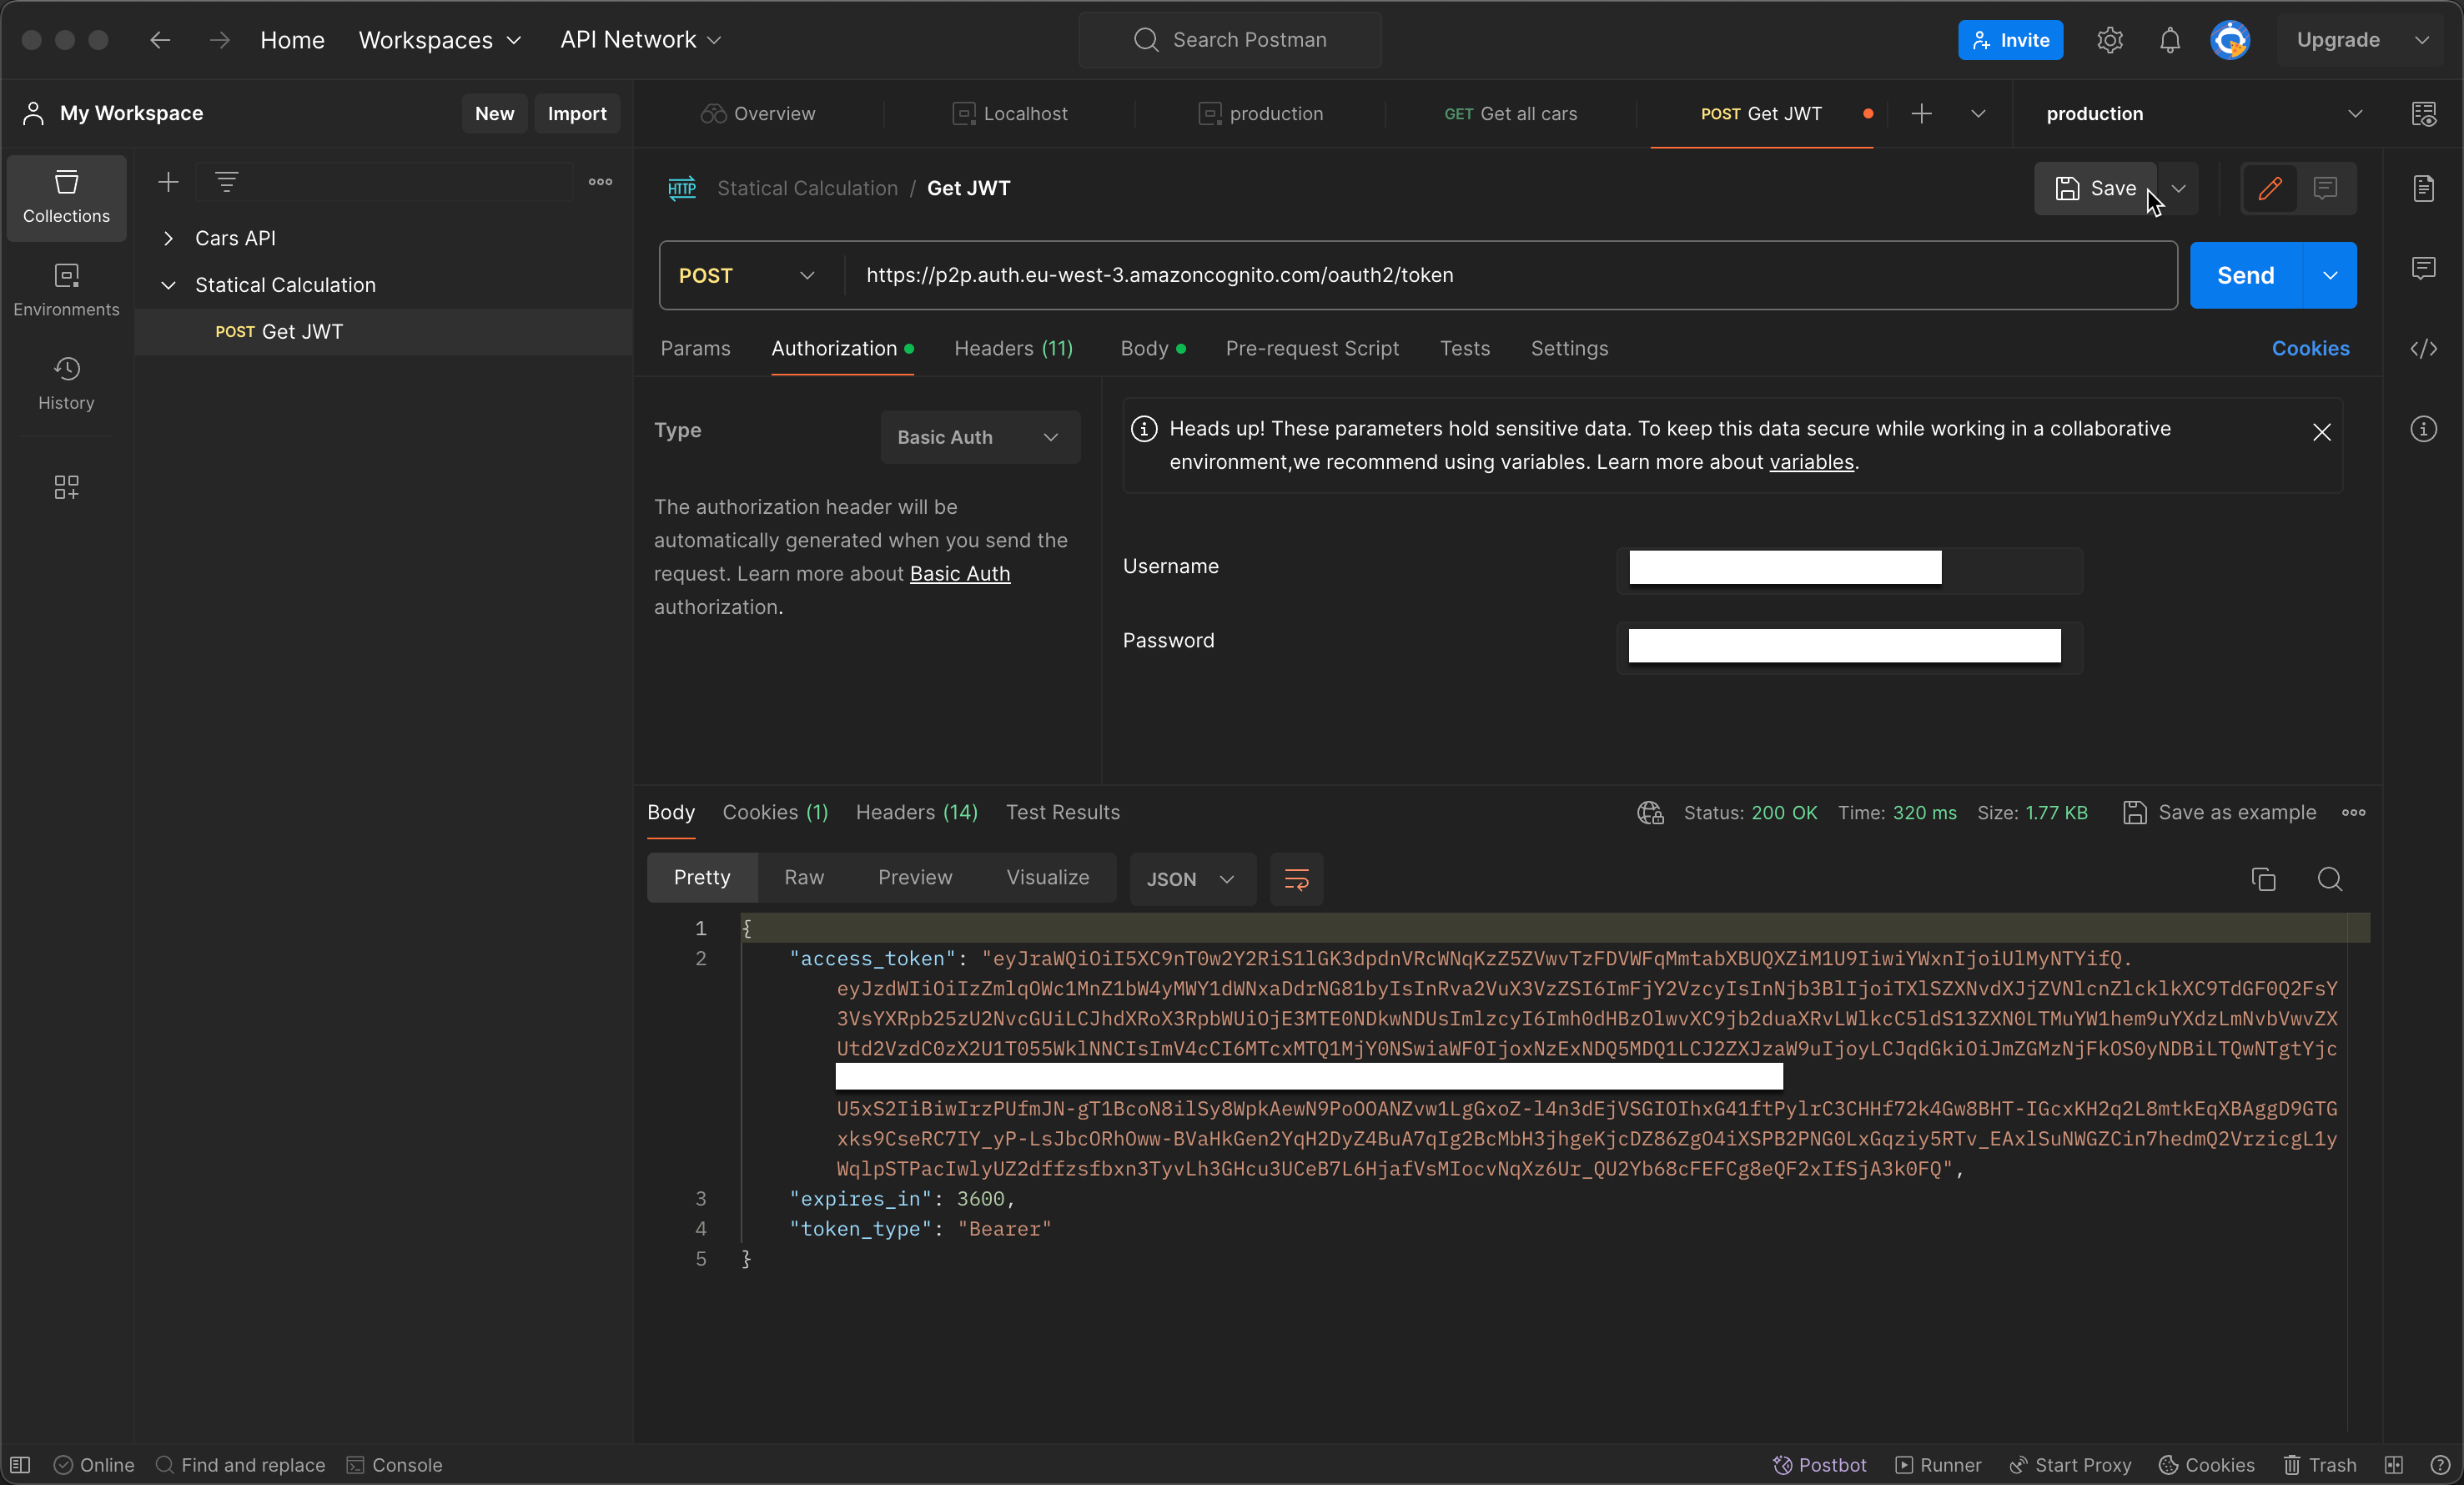 Home Workspaces API Network Search Postman Invite Upgrade
My Workspace New Import Overview Localhost production GET Get all cars POST Get JWT production
Collections
Environments
History
Cars API
Statical Calculation
POST Get JWT
HTTP Statical Calculation / Get JWT Save
POST https://p2p.auth.eu-west-3.amazoncognito.com/oauth2/token Send
Params Authorization Headers (11) Body Pre-request Script Tests Settings Cookies
Type Basic Auth
The authorization header will be
automatically generated when you send the
request. Learn more about Basic Auth
authorization.
Heads up! These parameters hold sensitive data. To keep this data secure while working in a collaborative
environment,we recommend using variables. Learn more about variables.
Username
Password
Body Cookies (1) Headers (14) Test Results Status: 200 OK Time: 320 ms Size: 1.77 KB Save as example
Pretty Raw Preview Visualize JSON
1 {
2 "access_token": "eyJraWQiOiI5XC9nT0w2Y2RiS1lGK3dpdnVRcWNqKzZ5ZVwvTzFDVWFqMmtabXBUQXZiM1U9IiwiYWxnIjoiUlMyNTYifQ.
eyJzdWIiOiIzZmlqOWc1MnZ1bW4yMWY1dWNxaDdrNG81byIsInRva2VuX3VzZSI6ImFjY2VzcyIsInNjb3BlIjoiTXlSZXNvdXJjZVNlcnZlcklkXC9TdGF0Q2FsY
3VsYXRpb25zU2NvcGUiLCJhdXRoX3RpbWUiOjE3MTE0NDkwNDUsImlzcyI6Imh0dHBzOlwvXC9jb2duaXRvLWlkcC5ldS13ZXN0LTMuYW1hem9uYXdzLmNvbVwvZX
Utd2VzdC0zX2U1T055WklNNCIsImV4cCI6MTcxMTQ1MjY0NSwiaWF0IjoxNzExNDQ5MDQ1LCJ2ZXJzaW9uIjoyLCJqdGkiOiJmZGMzNjFkOS0yNDBiLTQwNTgtYjc
U5xS2IiBiwIrzPUfmJN-gT1BcoN8ilSy8WpkAewN9PoOOANZvw1LgGxoZ-l4n3dEjVSGIOIhxG41ftPylrC3CHHf72k4Gw8BHT-IGcxKH2q2L8mtkEqXBAggD9GTG
xks9CseRC7IY_yP-LsJbcORhOww-BVaHkGen2YqH2DyZ4BuA7qIg2BcMbH3jhgeKjcDZ86ZgO4iXSPB2PNG0LxGqziy5RTv_EAxlSuNWGZCin7hedmQ2VrzicgL1y
WqlpSTPacIwlyUZ2dffzsfbxn3TyvLh3GHcu3UCeB7L6HjafVsMIocvNqXz6Ur_QU2Yb68cFEFCg8eQF2xIfSjA3k0FQ",
3 "expires_in": 3600,
4 "token_type": "Bearer"
5 }
Online Find and replace Console Postbot Runner Start Proxy Cookies Trash